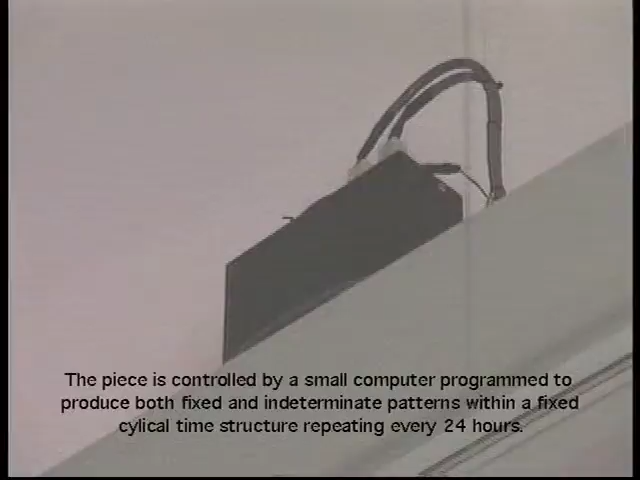 The piece is controlled by a small computer programmed to
produce both fixed and indeterminate patterns within a fixed
cylical time structure repeating every 24 hours.